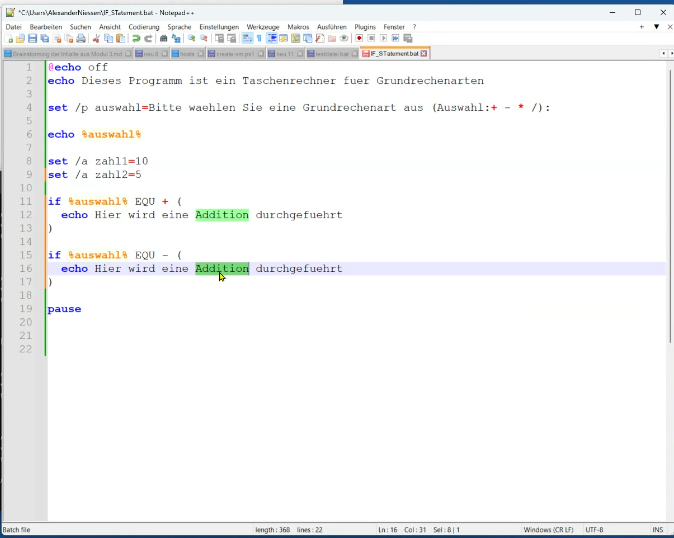 *C:\Users\AlexanderNiessen\IF_STatement.bat - Notepad++
Datei Bearbeiten Suchen Ansicht Codierung Sprache Einstellungen Werkzeuge Makros Ausführen Plugins Fenster ?
Brainstorming der Inhalte aus Modul 3.md neu 8 hosts create-vm.ps1 neu 11 testdatei.bat IF_STatement.bat
1 @echo off
2 echo Dieses Programm ist ein Taschenrechner fuer Grundrechenarten
3
4 set /p auswahl=Bitte waehlen Sie eine Grundrechenart aus (Auswahl:+ - * /):
5
6 echo %auswahl%
7
8 set /a zahl1=10
9 set /a zahl2=5
10
11 if %auswahl% EQU + (
12 echo Hier wird eine Addition durchgefuehrt
13 )
14
15 if %auswahl% EQU - (
16 echo Hier wird eine Addition durchgefuehrt
17 )
18
19 pause
20
21
22
Batch file length : 368 lines : 22 Ln : 16 Col : 31 Sel : 8 | 1 Windows (CR LF) UTF-8 INS